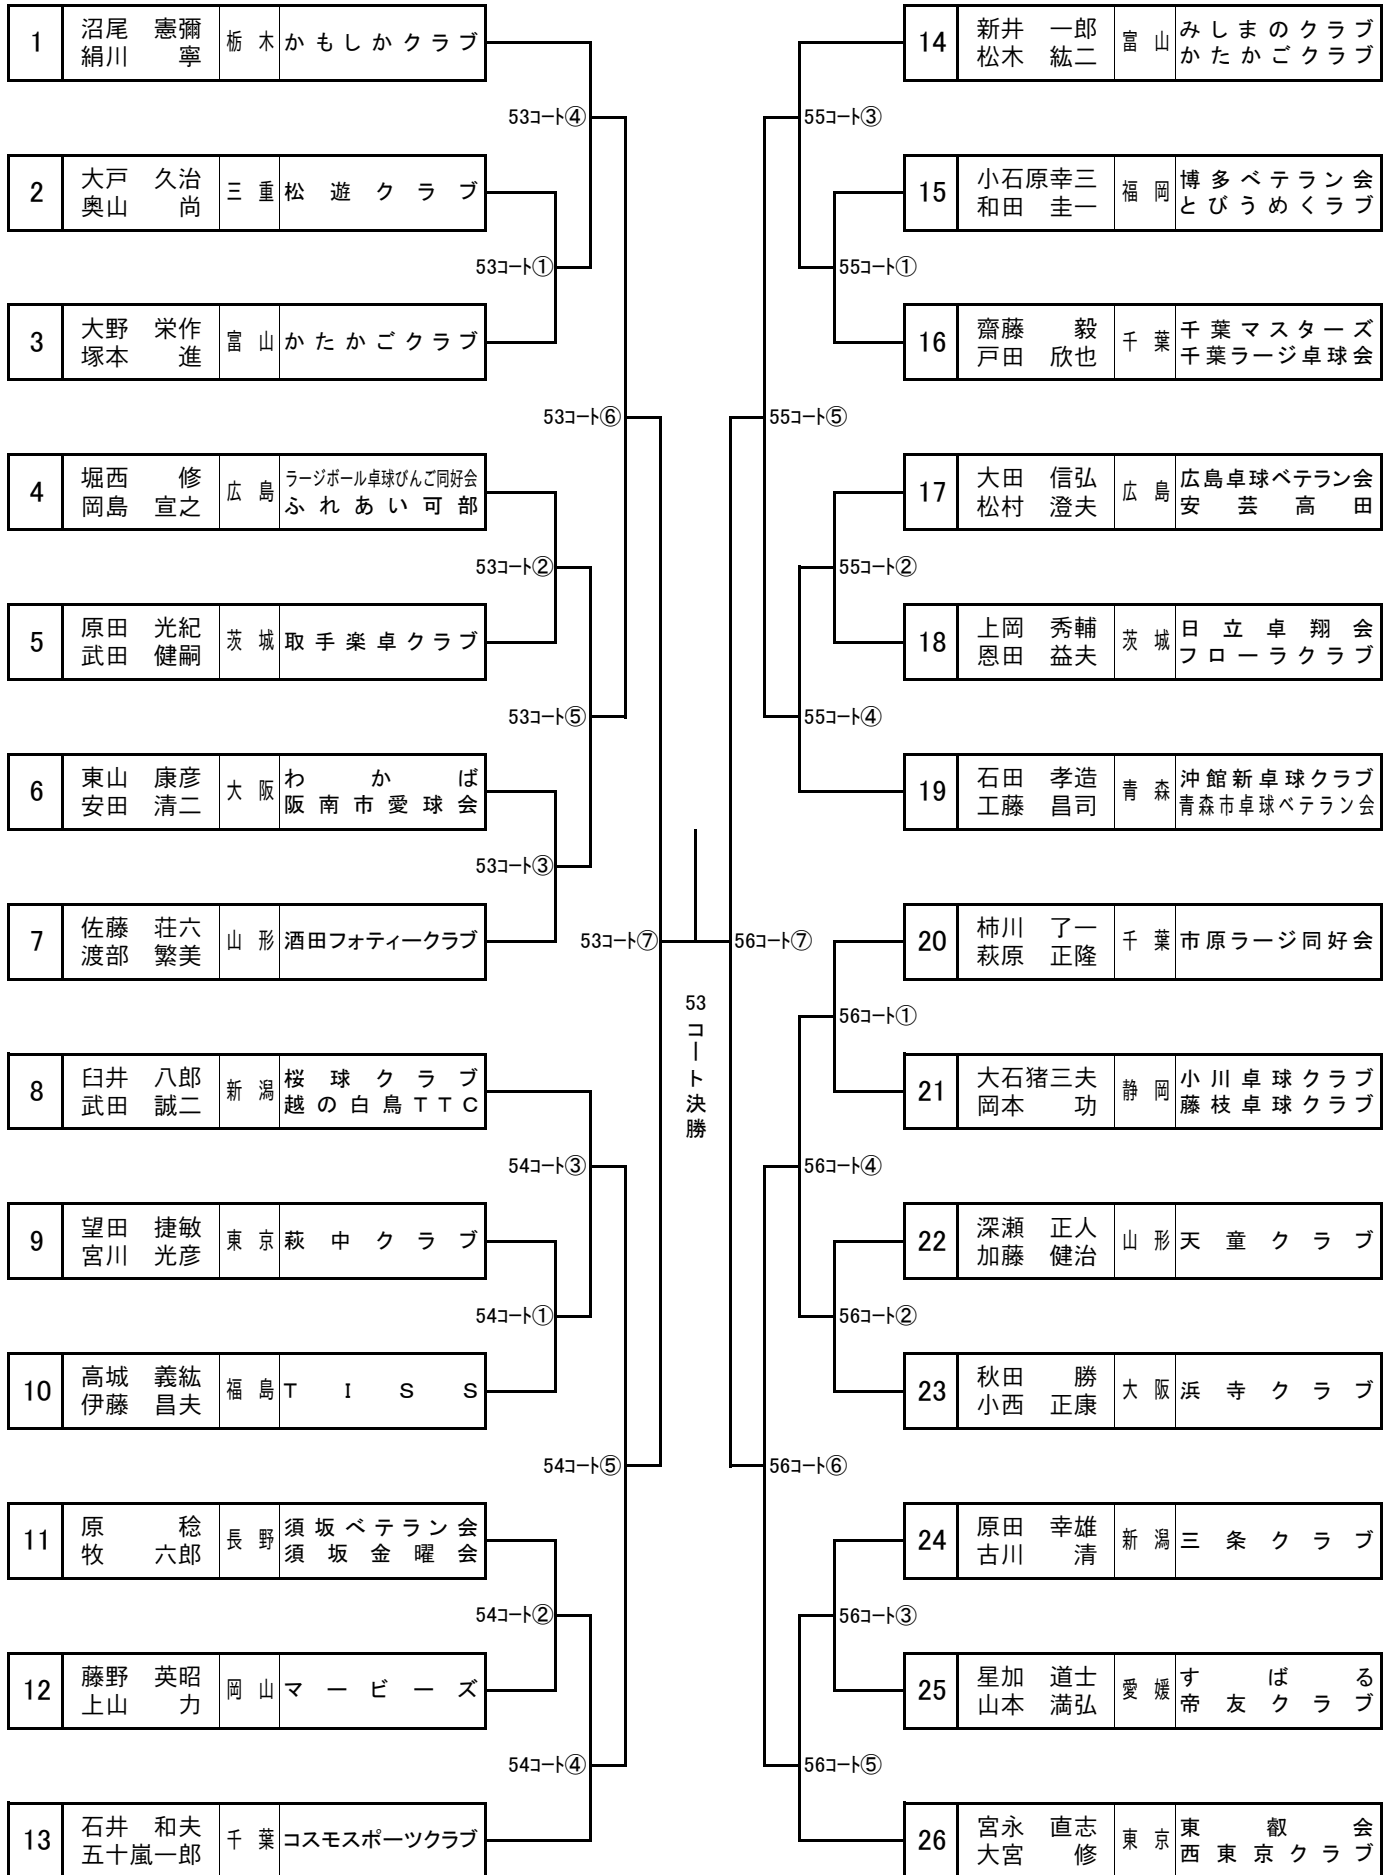 1 沼尾 憲彌 栃木 かもしかクラブ
絹川 寧
53コート④
2 大戸 久治 三重 松遊クラブ
奥山 尚
53コート①
3 大野 栄作 富山 かたかごクラブ
塚本 進
53コート⑥
4 堀西 修 広島 ラージボール卓球びんご同好会
岡島 宣之 ふれあい可部
53コート②
5 原田 光紀 茨城 取手楽卓クラブ
武田 健嗣
53コート⑤
6 東山 康彦 大阪 わかば
安田 清二 阪南市愛球会
53コート③
7 佐藤 荘六 山形 酒田フォティークラブ
渡部 繁美
53コート⑦
8 臼井 八郎 新潟 桜球クラブ
武田 誠二 越の白鳥TTC
54コート③
9 望田 捷敏 東京 萩中クラブ
宮川 光彦
54コート①
10 高城 義紘 福島 TISS
伊藤 昌夫
54コート⑤
11 原 稔 長野 須坂ベテラン会
牧 六郎 須坂金曜会
54コート②
12 藤野 英昭 岡山 マービーズ
上山 力
54コート④
13 石井 和夫 千葉 コスモスポーツクラブ
五十嵐一郎
53コート決勝
14 新井 一郎 富山 みしまのクラブ
松木 紘二 かたかごクラブ
55コート③
15 小石原幸三 福岡 博多ベテラン会
和田 圭一 とびうめくラブ
55コート①
16 齋藤 毅 千葉 千葉マスターズ
戸田 欣也 千葉ラージ卓球会
55コート⑤
17 大田 信弘 広島 広島卓球ベテラン会
松村 澄夫 安芸高田
55コート②
18 上岡 秀輔 茨城 日立卓翔会
恩田 益夫 フローラクラブ
55コート④
19 石田 孝造 青森 沖館新卓球クラブ
工藤 昌司 青森市卓球ベテラン会
56コート⑦
20 柿川 了一 千葉 市原ラージ同好会
萩原 正隆
56コート①
21 大石猪三夫 静岡 小川卓球クラブ
岡本 功 藤枝卓球クラブ
56コート④
22 深瀬 正人 山形 天童クラブ
加藤 健治
56コート②
23 秋田 勝 大阪 浜寺クラブ
小西 正康
56コート⑥
24 原田 幸雄 新潟 三条クラブ
古川 清
56コート③
25 星加 道士 愛媛 すばる
山本 満弘 帝友クラブ
56コート⑤
26 宮永 直志 東京 東叡会
大宮 修 西東京クラブ